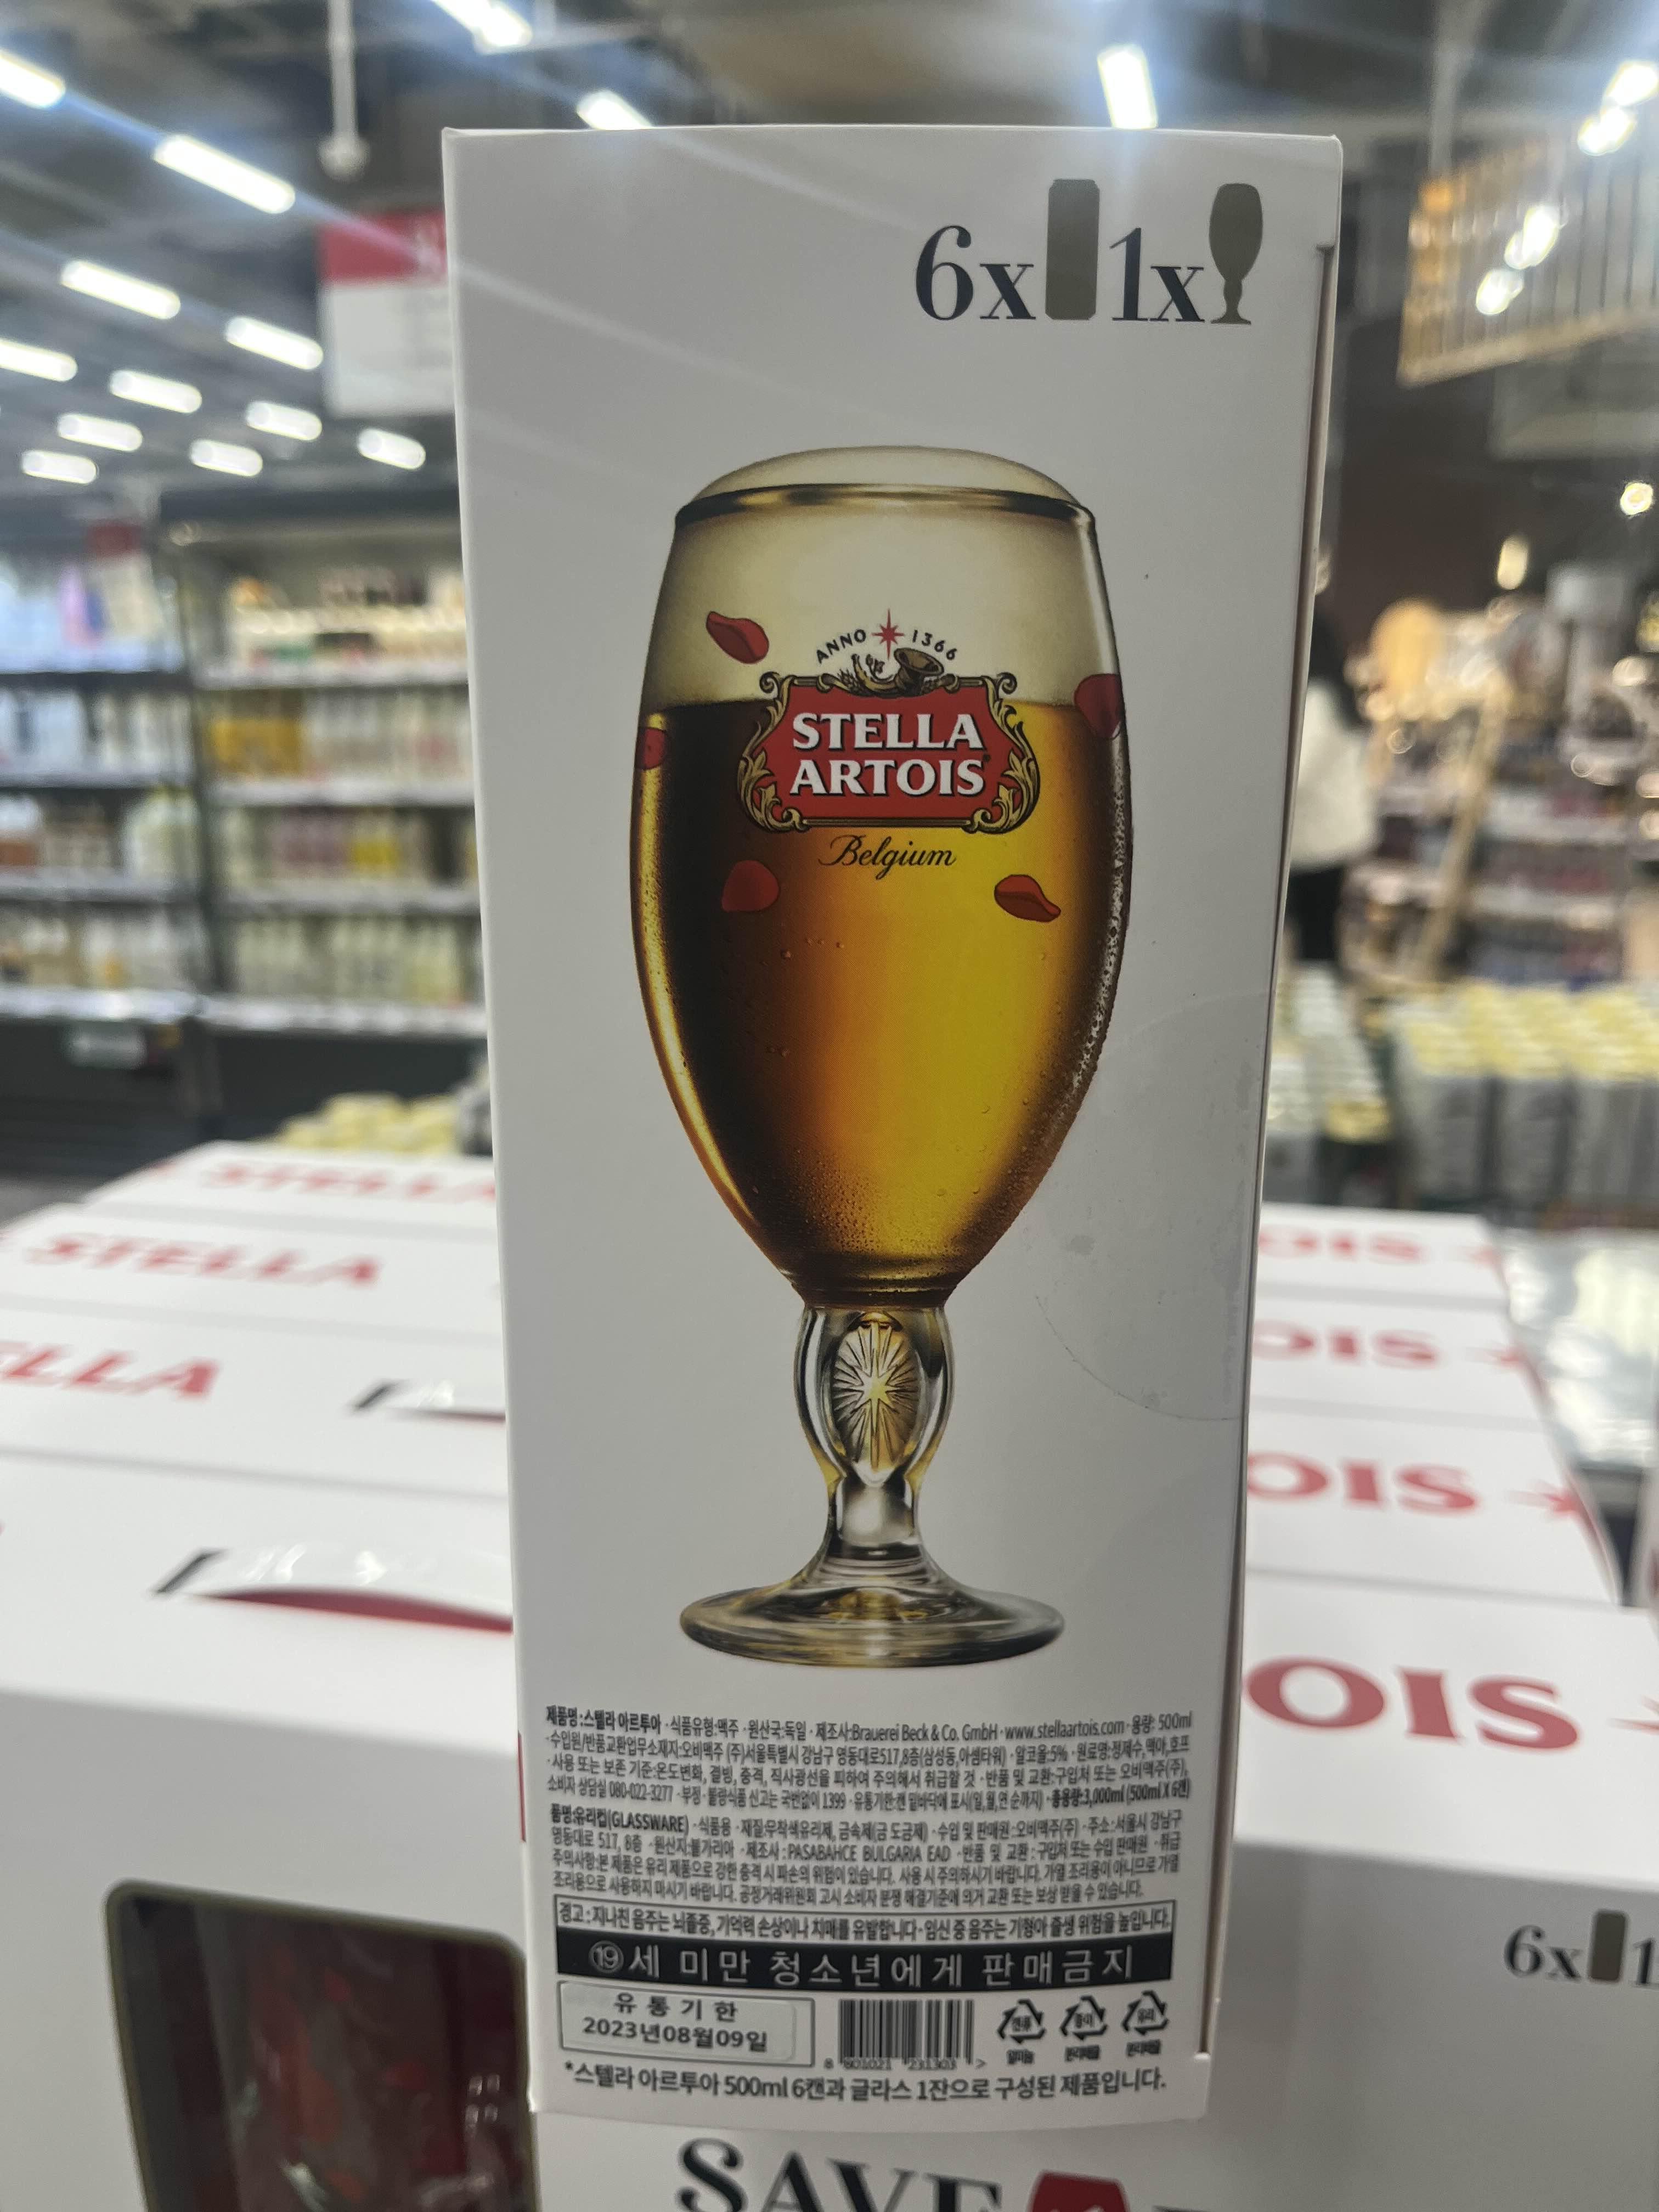 6x 1x
ANNO 1366
STELLA
ARTOIS
Belgium
STELLA
STELLA
ELLA
OIS
OIS
OIS
OIS
제품명:스텔라 아르투아 ·식품유형:맥주 ·원산국:독일 ·제조사:Brauerei Beck & Co. GmbH · www.stellaartois.com ·용량: 500ml
·수입원/반품교환업무소재지:오비맥주 (주)서울특별시 강남구 영동대로517,8층(삼성동,아셈타워) ·알코올:5% ·원료명:정제수,맥아,호프
·사용 또는 보존 기준:온도변화, 결빙, 충격, 직사광선을 피하여 주의해서 취급할 것 ·반품 및 교환:구입처 또는 오비맥주(주),
소비자 상담실 080-022-3277 ·부정·불량식품 신고는 국번없이 1399 ·유통기한:캔 밑바닥에 표시(일,월,연 순까지) ·총용량:3,000ml (500ml X 6캔)
품명:유리컵(GLASSWARE) ·식품용 ·재질:무착색유리제, 금속제(금 도금제) ·수입 및 판매원:오비맥주(주) ·주소:서울시 강남구
영동대로 517, 8층 ·원산지:불가리아 ·제조사:PASABAHCE BULGARIA EAD ·반품 및 교환:구입처 또는 수입 판매원 ·취급
주의사항:본 제품은 유리 제품으로 강한 충격 시 파손의 위험이 있습니다. 사용 시 주의하시기 바랍니다. 가열 조리용이 아니므로 가열
조리용으로 사용하지 마시기 바랍니다. 공정거래위원회 고시 소비자 분쟁 해결기준에 의거 교환 또는 보상 받을 수 있습니다.
경고:지나친 음주는 뇌졸중, 기억력 손상이나 치매를 유발합니다·임신 중 음주는 기형아 출생 위험을 높입니다.
⑲세 미만 청소년에게 판매금지
유통기한
2023년08월09일
8 801021 231303 >
*스텔라 아르투아 500ml 6캔과 글라스 1잔으로 구성된 제품입니다.
6x 1
SAVE